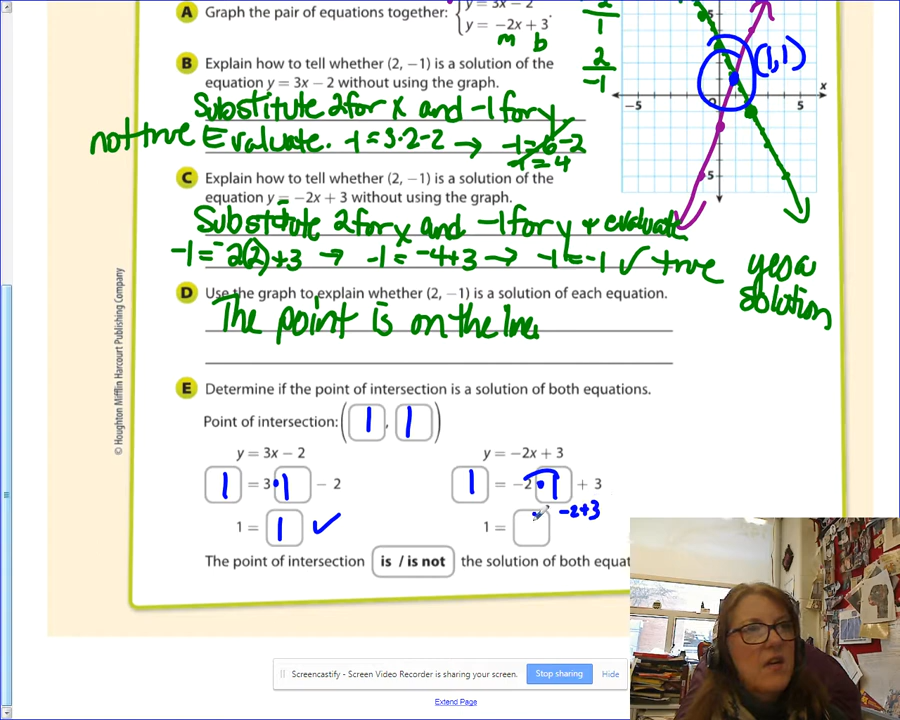 A Graph the pair of equations together: { y = 3x − 2
y = −2x + 3 .
m b
2
1
2
-1
(1,1)
x
−5
5
5
0
−5
B Explain how to tell whether (2, −1) is a solution of the
equation y = 3x − 2 without using the graph.
Substitute 2 for x and -1 for y
not true Evaluate. -1 = 3·2-2 → -1 = 6-2
-1 = 4
C Explain how to tell whether (2, −1) is a solution of the
equation y = −2x + 3 without using the graph.
Substitute 2 for x and -1 for y + evaluate
-1 = -2(2)+3 → -1 = -4+3 → -1 = -1 ✓ true
yes a
solution
D Use the graph to explain whether (2, −1) is a solution of each equation.
The point is on the line
E Determine if the point of intersection is a solution of both equations.
Point of intersection: ( 1 , 1 )
y = 3x − 2
1 = 3 · 1 − 2
1 = 1 ✓
y = −2x + 3
1 = −2 · 1 + 3
-2+3
1 =
The point of intersection is / is not the solution of both equat
© Houghton Mifflin Harcourt Publishing Company
Screencastify - Screen Video Recorder is sharing your screen. Stop sharing Hide
Extend Page